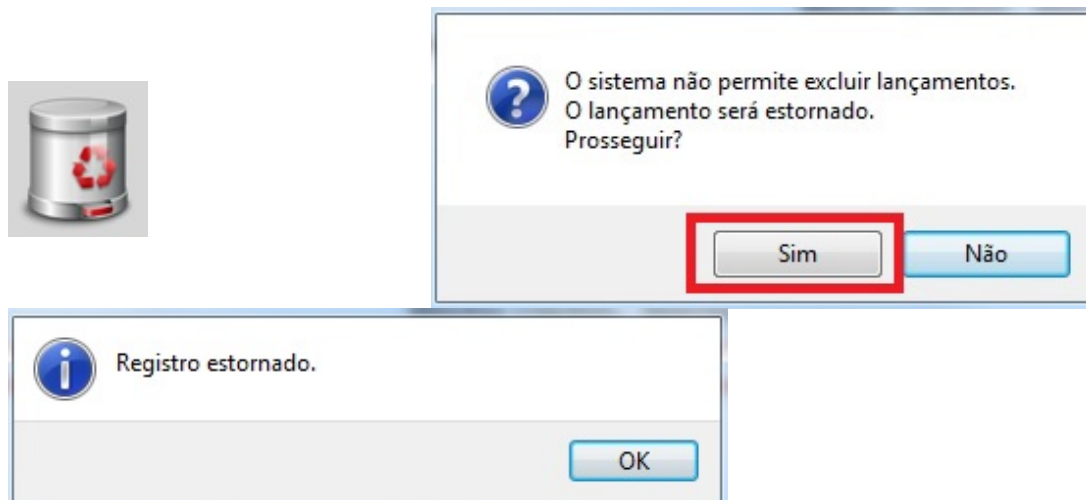 O sistema não permite excluir lançamentos.
O lançamento será estornado.
Prosseguir?
Sim
Não
Registro estornado.
OK